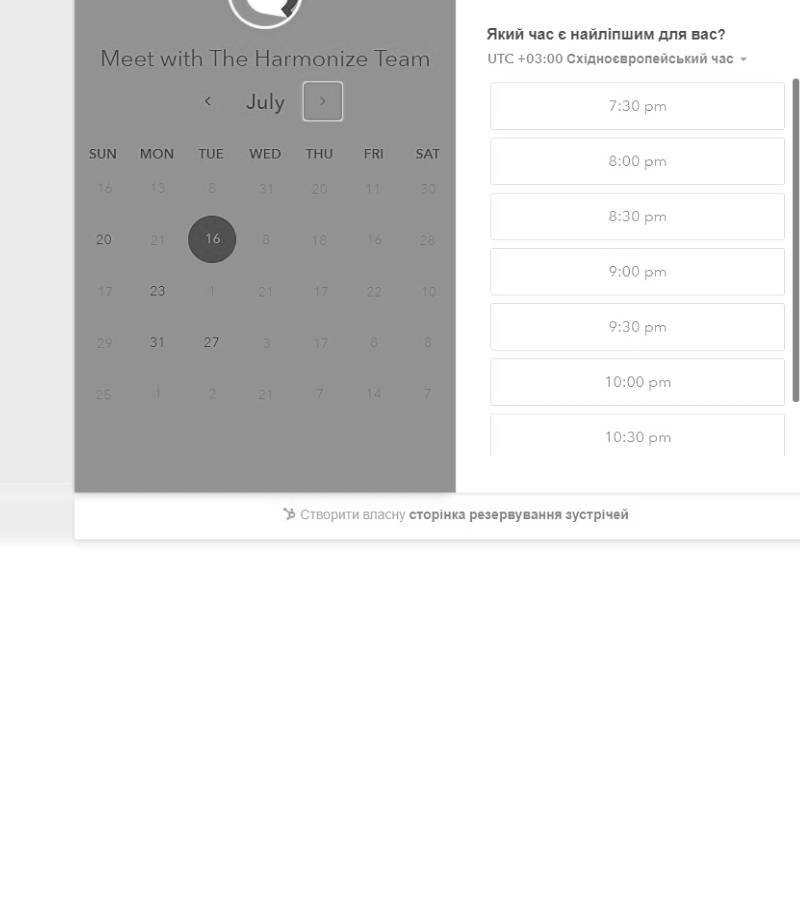 Meet with The Harmonize Team
July
SUN MON TUE WED THU FRI SAT
16 13 8 31 20 11 30
20 21 16 8 18 16 28
17 23 1 21 17 22 10
29 31 27 3 17 8 8
25 1 2 21 7 14 7
Який час є найліпшим для вас?
UTC +03:00 Східноєвропейський час
7:30 pm
8:00 pm
8:30 pm
9:00 pm
9:30 pm
10:00 pm
10:30 pm
Створити власну сторінка резервування зустрічей